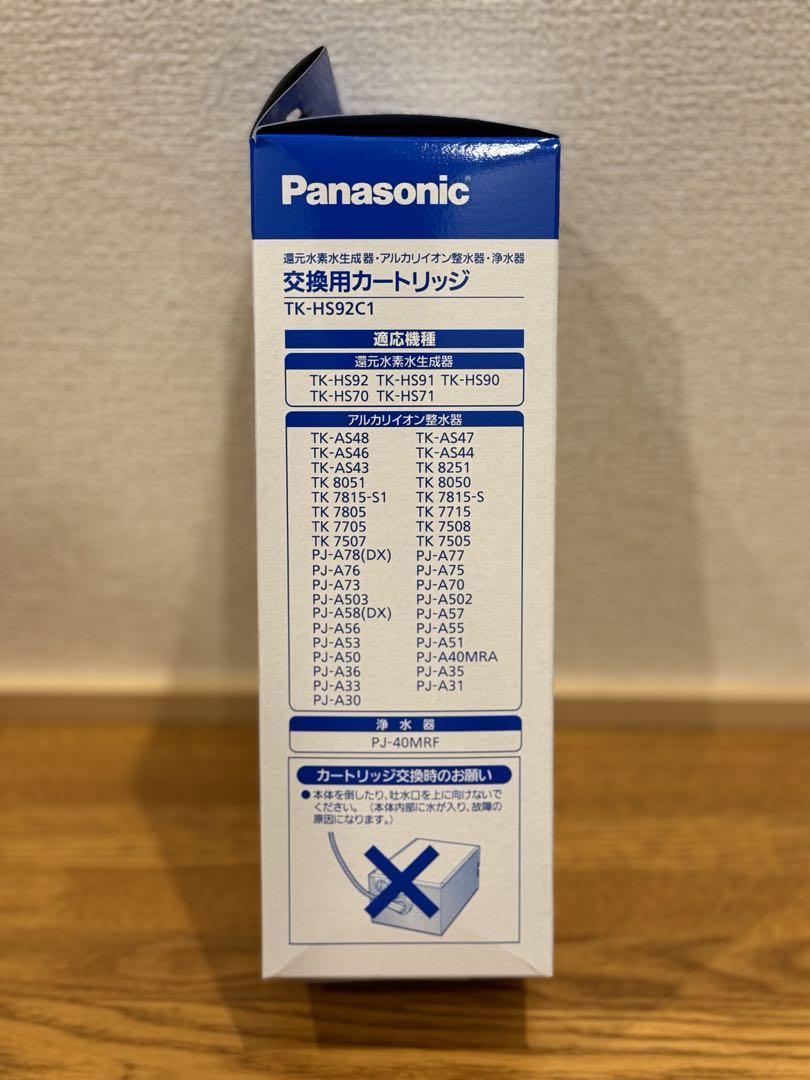 Panasonic®
還元水素水生成器・アルカリイオン整水器・浄水器
交換用カートリッジ
TK-HS92C1
適応機種
還元水素水生成器
TK-HS92 TK-HS91 TK-HS90
TK-HS70 TK-HS71
アルカリイオン整水器
TK-AS48 TK-AS47
TK-AS46 TK-AS44
TK-AS43 TK 8251
TK 8051 TK 8050
TK 7815-S1 TK 7815-S
TK 7805 TK 7715
TK 7705 TK 7508
TK 7507 TK 7505
PJ-A78(DX) PJ-A77
PJ-A76 PJ-A75
PJ-A73 PJ-A70
PJ-A503 PJ-A502
PJ-A58(DX) PJ-A57
PJ-A56 PJ-A55
PJ-A53 PJ-A51
PJ-A50 PJ-A40MRA
PJ-A36 PJ-A35
PJ-A33 PJ-A31
PJ-A30
浄水器
PJ-40MRF
カートリッジ交換時のお願い
●本体を倒したり、吐水口を上に向けないで
ください。(本体内部に水が入り、故障の
原因になります。)